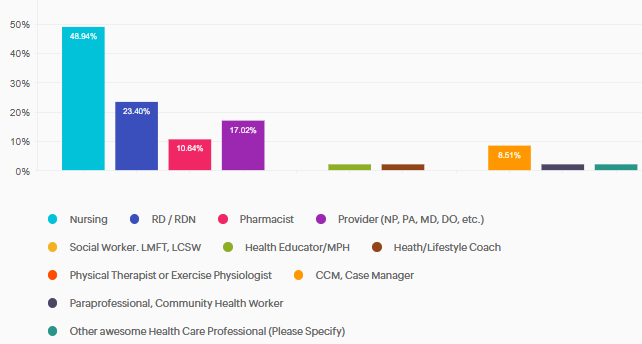 50%
48.94%
40%
30%
23.40%
20%
17.02%
10.64%
10%
8.51%
0%
Nursing RD / RDN Pharmacist Provider (NP, PA, MD, DO, etc.)
Social Worker. LMFT, LCSW Health Educator/MPH Heath/Lifestyle Coach
Physical Therapist or Exercise Physiologist CCM, Case Manager
Paraprofessional, Community Health Worker
Other awesome Health Care Professional (Please Specify)